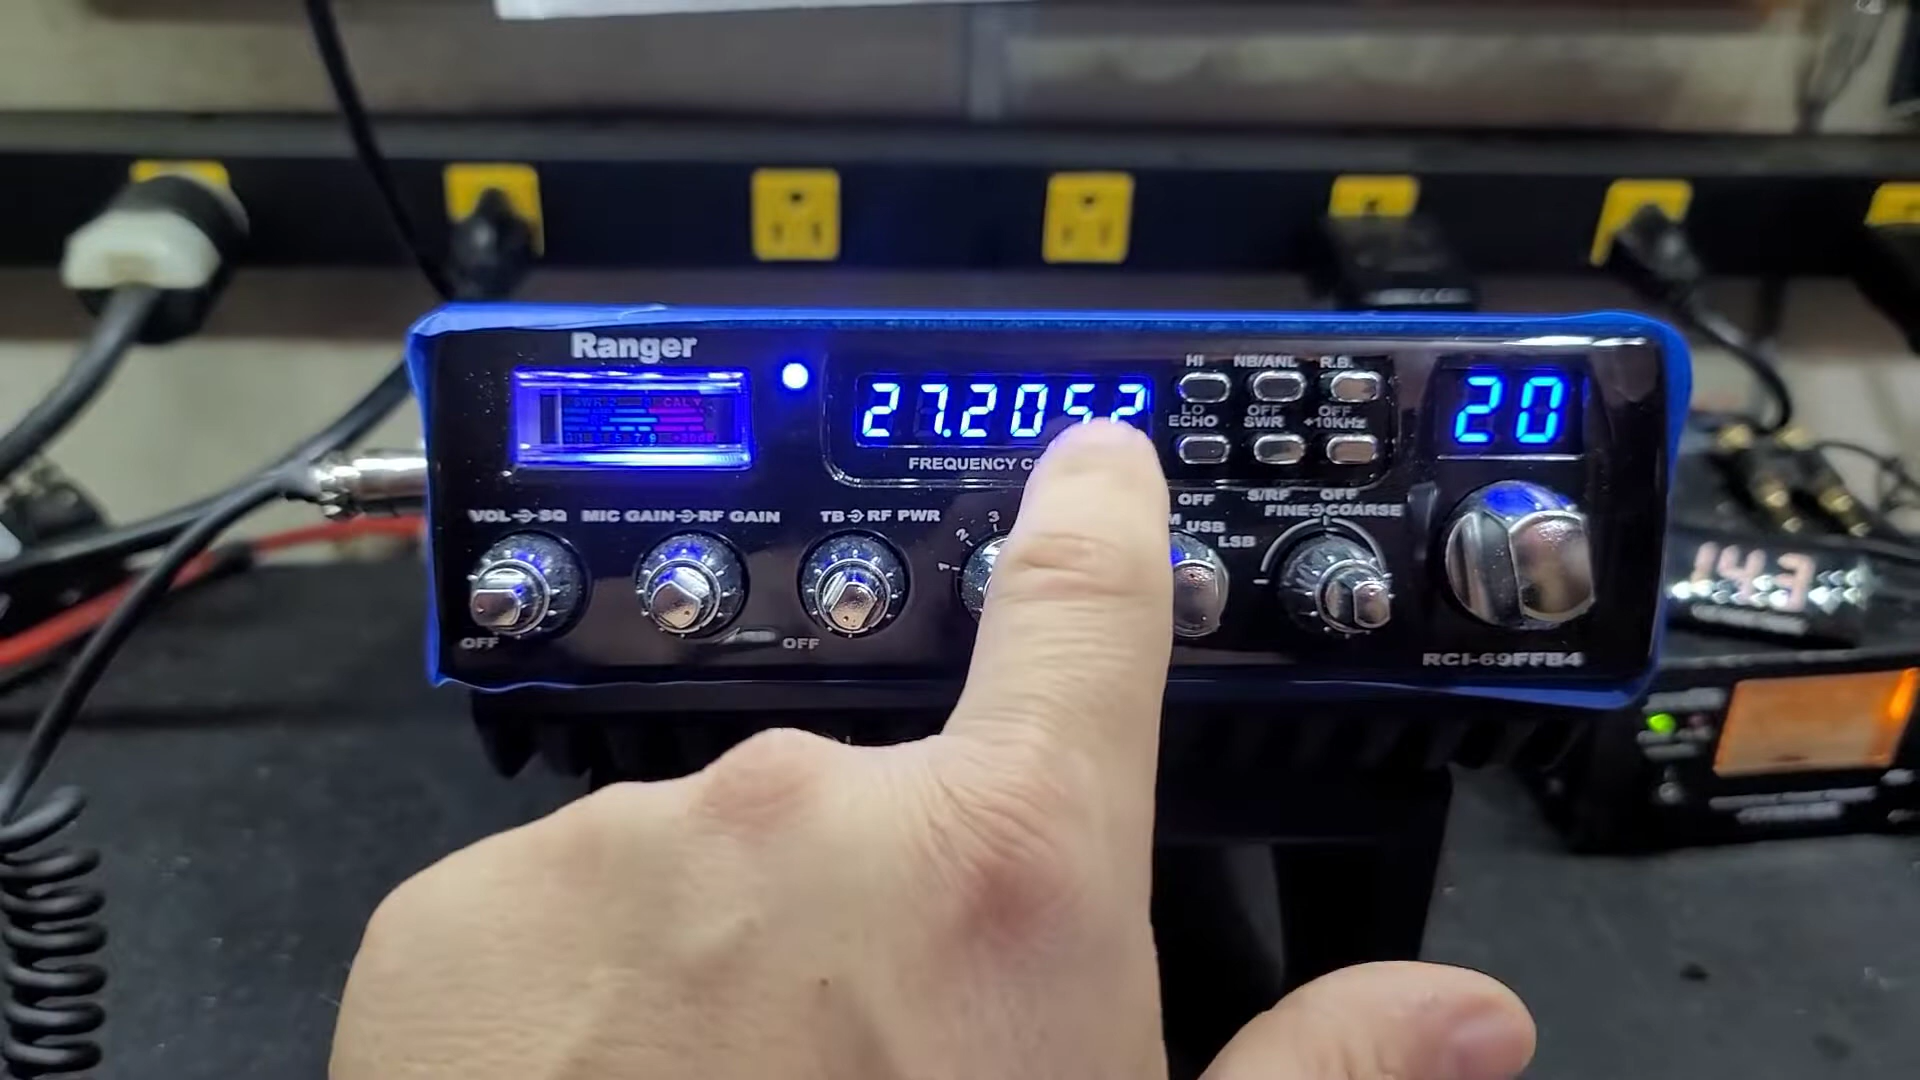 Ranger
SWR CAL
27.2052
HI NB/ANL R.B.
20
LO OFF OFF
ECHO SWR +10KHz
FREQUENCY
OFF S/RF OFF
VOL SQ MIC GAIN RF GAIN TB RF PWR
3
2
1
USB
LSB
FINE COARSE
OFF OFF
RCI-69FFB4
14.3